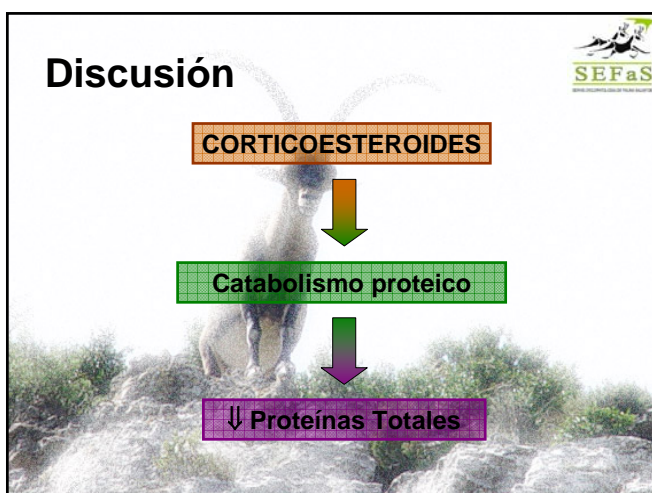 Discusión
SEFaS
CORTICOESTEROIDES
Catabolismo proteico
⇓ Proteínas Totales